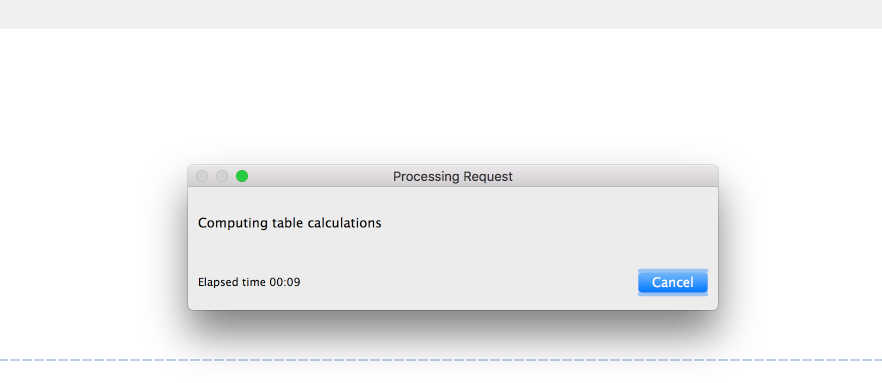 Processing Request
Computing table calculations
Elapsed time 00:09
Cancel